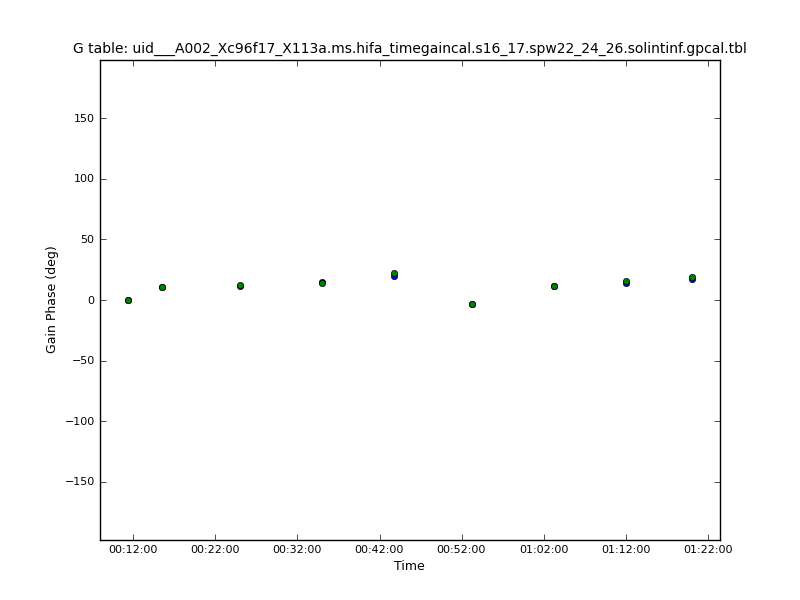 G table: uid___A002_Xc96f17_X113a.ms.hifa_timegaincal.s16_17.spw22_24_26.solintinf.gpcal.tbl
150
100
50
0
−50
−100
−150
Gain Phase (deg)
00:12:00 00:22:00 00:32:00 00:42:00 00:52:00 01:02:00 01:12:00 01:22:00
Time